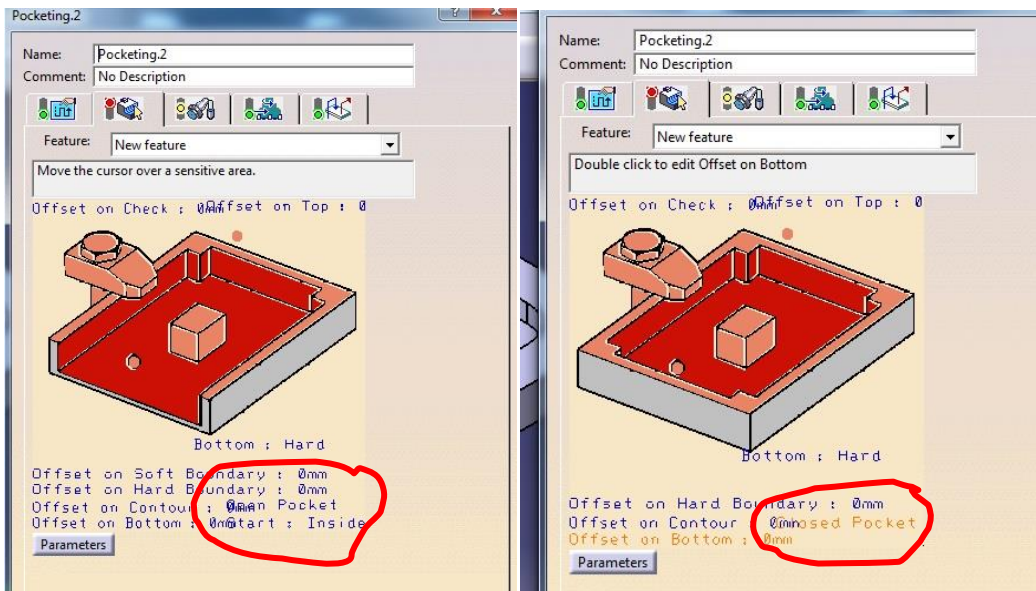 Pocketing.2
Name: Pocketing.2
Comment: No Description
Feature: New feature
Move the cursor over a sensitive area.
Offset on Check : 0mm Offset on Top : 0
Bottom : Hard
Offset on Soft Boundary : 0mm
Offset on Hard Boundary : 0mm
Offset on Contour : 0mm Open Pocket
Offset on Bottom : 0mm Start : Inside
Parameters
Name: Pocketing.2
Comment: No Description
Feature: New feature
Double click to edit Offset on Bottom
Offset on Check : 0mm Offset on Top : 0
Bottom : Hard
Offset on Hard Boundary : 0mm
Offset on Contour : 0mm Closed Pocket
Offset on Bottom : 0mm
Parameters